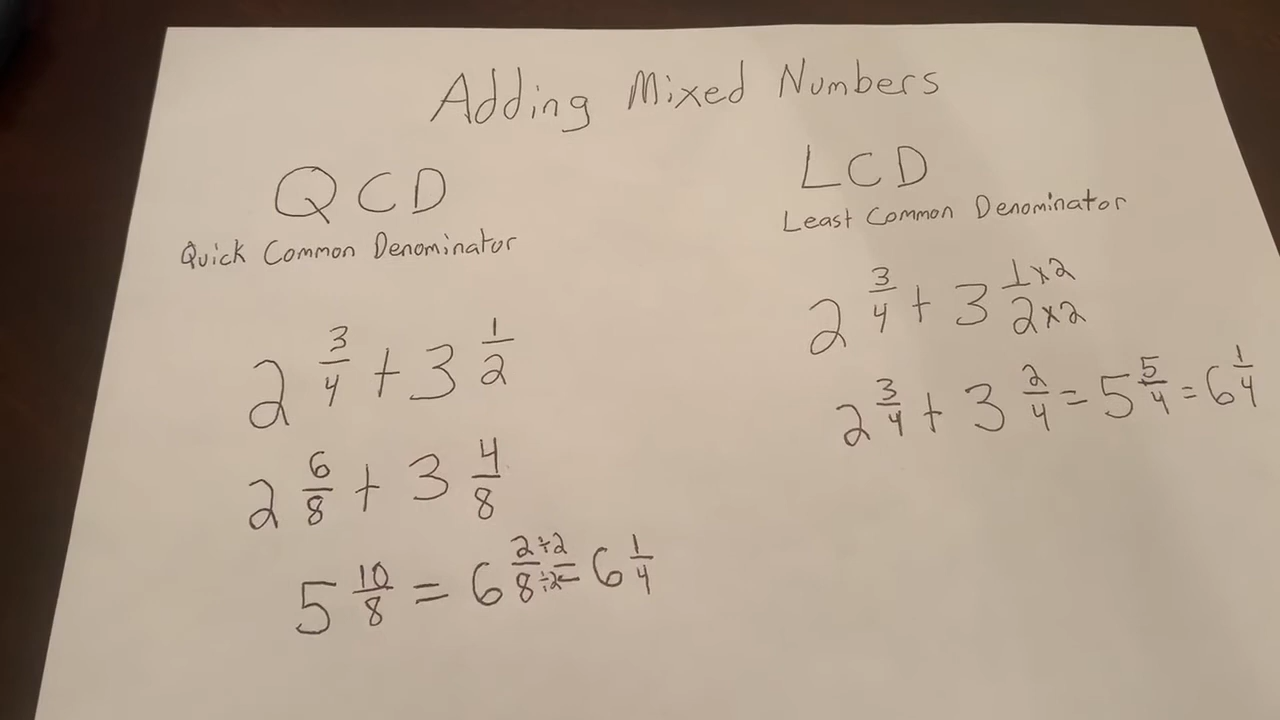 Adding Mixed Numbers
QCD
Quick Common Denominator
2 3/4 + 3 1/2
2 6/8 + 3 4/8
5 10/8 = 6 2÷2/8÷2 = 6 1/4
LCD
Least Common Denominator
2 3/4 + 3 1×2/2×2
2 3/4 + 3 2/4 = 5 5/4 = 6 1/4